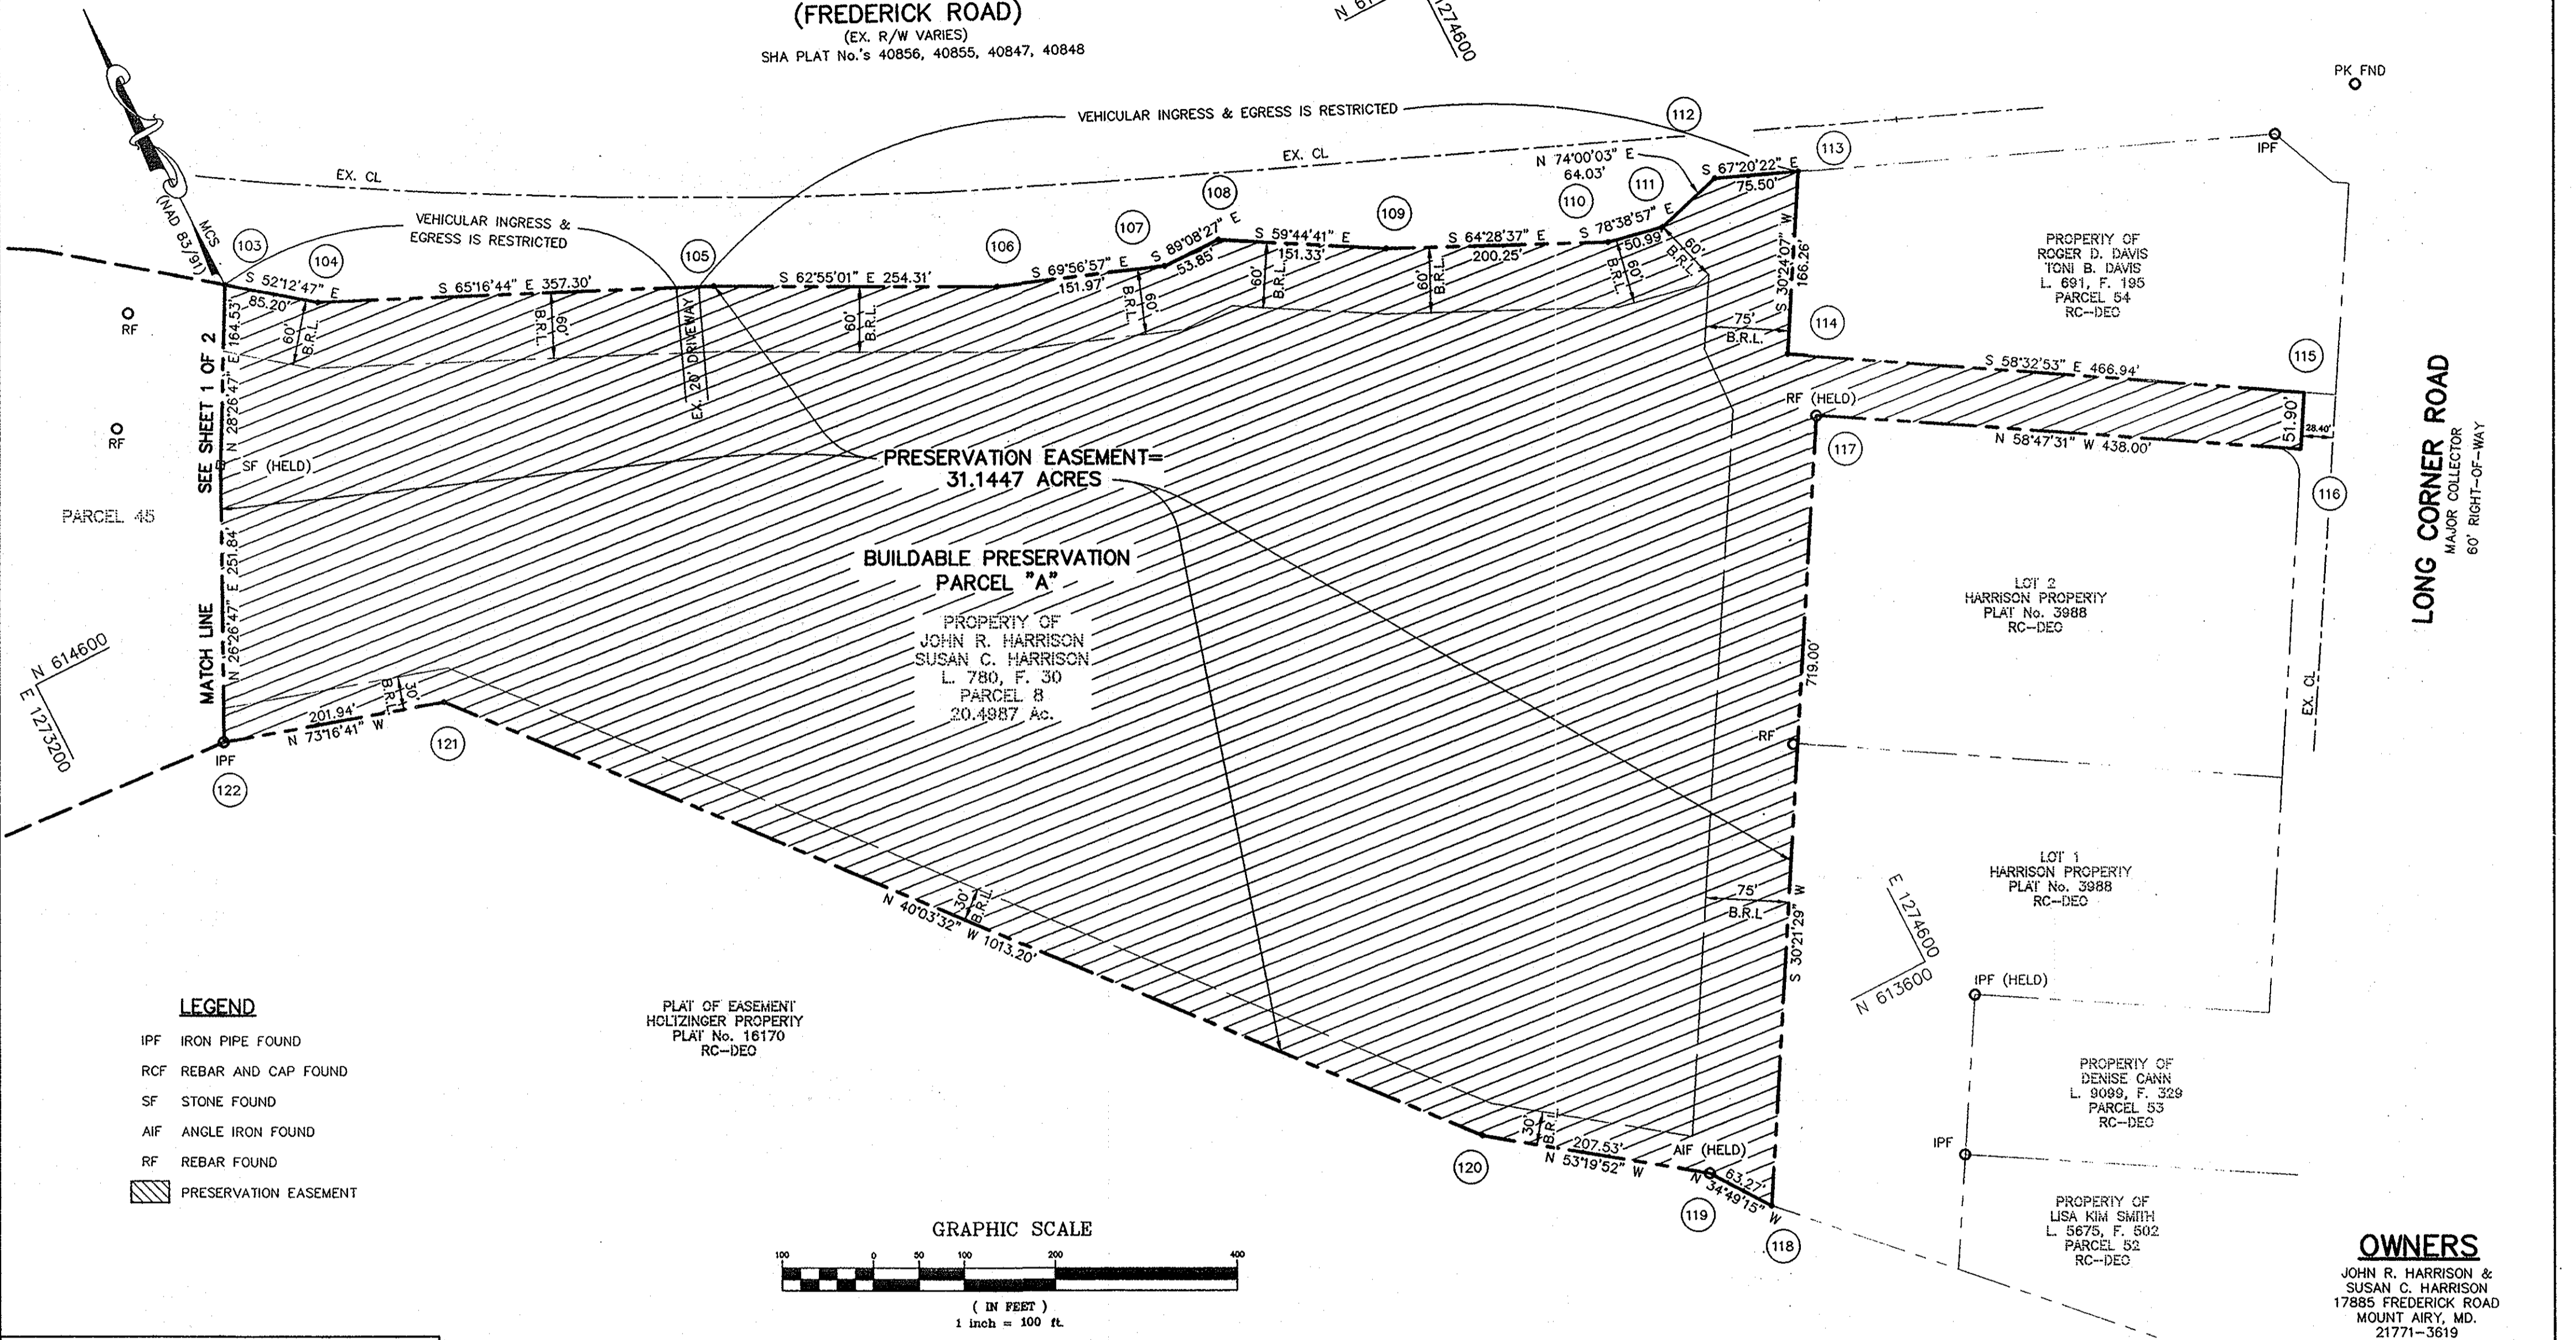 (FREDERICK ROAD)
(EX. R/W VARIES)
SHA PLAT No.'s 40856, 40855, 40847, 40848
1274600
PK FND
IPF
VEHICULAR INGRESS & EGRESS IS RESTRICTED
EX. CL
EX. CL
MCS
(NAD 83/91)
VEHICULAR INGRESS &
EGRESS IS RESTRICTED
103
104
105
106
107
108
109
110
111
112
113
S 52°12'47" E
85.20'
S 65°16'44" E 357.30'
S 62°55'01" E 254.31'
S 69°56'57" E
151.97'
S 89°08'27" E
53.85'
S 59°44'41" E
151.33'
S 64°28'37" E
200.25'
S 78°38'57" E
50.99'
N 74°00'03" E
64.03'
S 67°20'22" E
75.50'
S 30°24'07" W
166.26'
60'
B.R.L.
60'
B.R.L.
60'
B.R.L.
60'
B.R.L.
60'
B.R.L.
60'
B.R.L.
60'
B.R.L.
60'
B.R.L.
EX. 20' DRIVEWAY
75'
B.R.L.
114
S 58°32'53" E 466.94'
115
51.90'
28.40'
116
RF (HELD)
117
N 58°47'31" W 438.00'
PROPERTY OF
ROGER D. DAVIS
TONI B. DAVIS
L. 691, F. 195
PARCEL 54
RC-DEO
LONG CORNER ROAD
MAJOR COLLECTOR
60' RIGHT-OF-WAY
EX. CL
RF
RF
PARCEL 45
SEE SHEET 1 OF 2
MATCH LINE
N 28°26'47" E 164.53'
SF (HELD)
N 26°26'47" E 251.84'
PRESERVATION EASEMENT=
31.1447 ACRES
BUILDABLE PRESERVATION
PARCEL "A"
PROPERTY OF
JOHN R. HARRISON
SUSAN C. HARRISON
L. 780, F. 30
PARCEL 8
20.4987 Ac.
LOT 2
HARRISON PROPERTY
PLAT No. 3988
RC-DEO
719.00'
RF
S 30°21'29" W
75'
B.R.L
LOT 1
HARRISON PROPERTY
PLAT No. 3988
RC-DEO
N 614600
E 1273200
30'
B.R.L.
201.94'
N 73°16'41" W
IPF
122
121
30'
B.R.L.
N 40°03'32" W 1013.20'
E 1274600
N 613600
IPF (HELD)
PROPERTY OF
DENISE CANN
L. 9099, F. 329
PARCEL 53
RC-DEO
IPF
PROPERTY OF
LISA KIM SMITH
L. 5675, F. 502
PARCEL 52
RC-DEO
PLAT OF EASEMENT
HOLTZINGER PROPERTY
PLAT No. 16170
RC-DEO
30'
B.R.L.
120
207.53'
N 53°19'52" W
AIF (HELD)
63.27'
N 34°49'15" W
119
118
LEGEND
IPF IRON PIPE FOUND
RCF REBAR AND CAP FOUND
SF STONE FOUND
AIF ANGLE IRON FOUND
RF REBAR FOUND
PRESERVATION EASEMENT
GRAPHIC SCALE
100 0 50 100 200 400
( IN FEET )
1 inch = 100 ft.
OWNERS
JOHN R. HARRISON &
SUSAN C. HARRISON
17885 FREDERICK ROAD
MOUNT AIRY, MD.
21771-3619